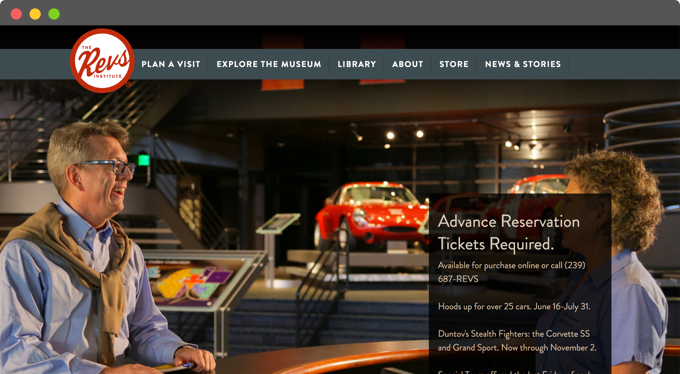 THE
Revs
INSTITUTE
PLAN A VISIT
EXPLORE THE MUSEUM
LIBRARY
ABOUT
STORE
NEWS & STORIES
Advance Reservation
Tickets Required.
Available for purchase online or call (239)
687-REVS
Hoods up for over 25 cars. June 16-July 31.
Duntov's Stealth Fighters: the Corvette SS
and Grand Sport. Now through November 2.